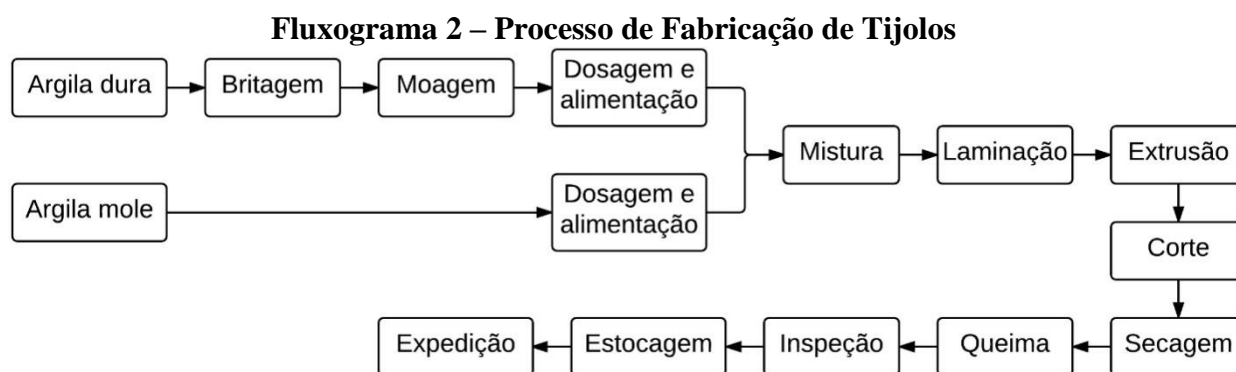 Fluxograma 2 – Processo de Fabricação de Tijolos
Argila dura
Britagem
Moagem
Dosagem e
alimentação
Argila mole
Dosagem e
alimentação
Mistura
Laminação
Extrusão
Corte
Secagem
Queima
Inspeção
Estocagem
Expedição